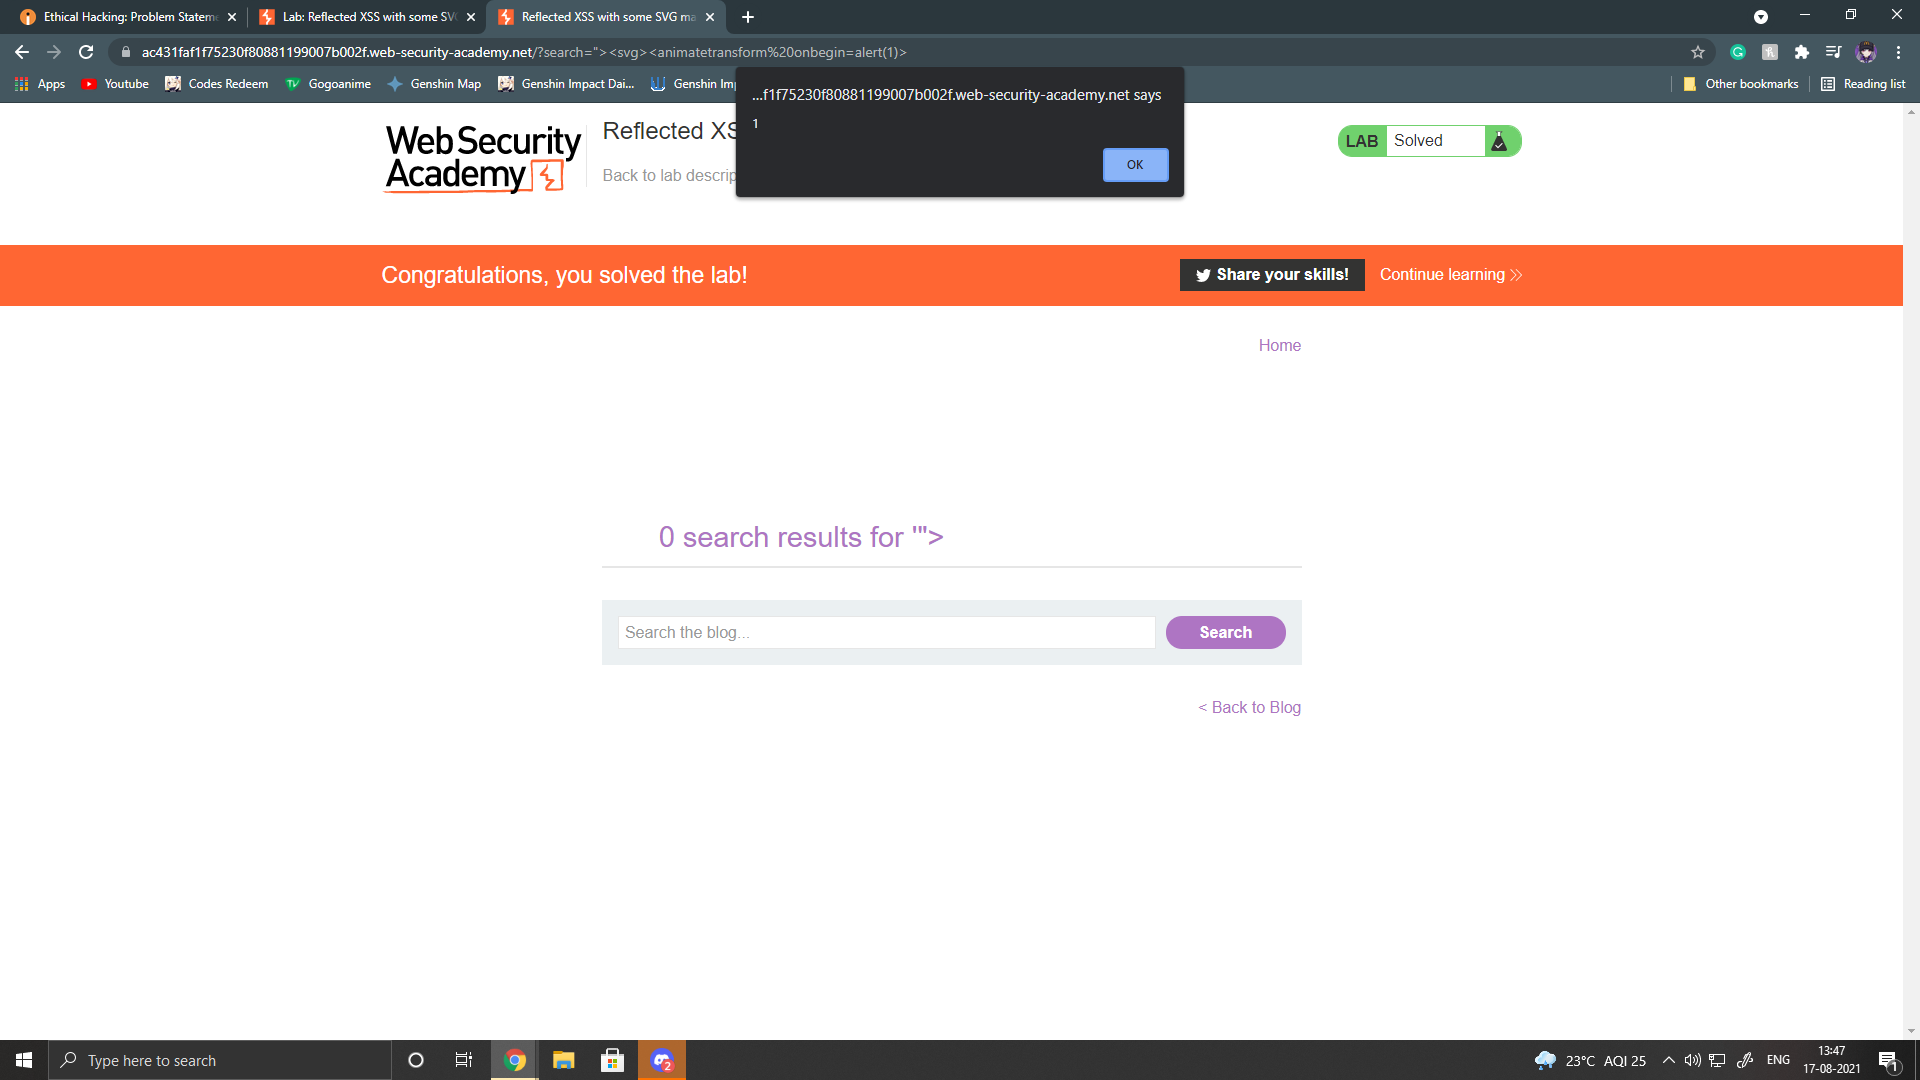 Ethical Hacking: Problem Stateme
Lab: Reflected XSS with some SV
Reflected XSS with some SVG ma
ac431faf1f75230f80881199007b002f.web-security-academy.net/?search="><svg><animatetransform%20onbegin=alert(1)>
Apps
Youtube
Codes Redeem
Gogoanime
Genshin Map
Genshin Impact Dai...
Genshin Im
Other bookmarks
Reading list
...f1f75230f80881199007b002f.web-security-academy.net says
1
OK
Web Security
Academy
Reflected XS
Back to lab descrip
LAB
Solved
Congratulations, you solved the lab!
Share your skills!
Continue learning
Home
0 search results for '">
Search the blog...
Search
< Back to Blog
Type here to search
2
23°C AQI 25
ENG
13:47
17-08-2021
1